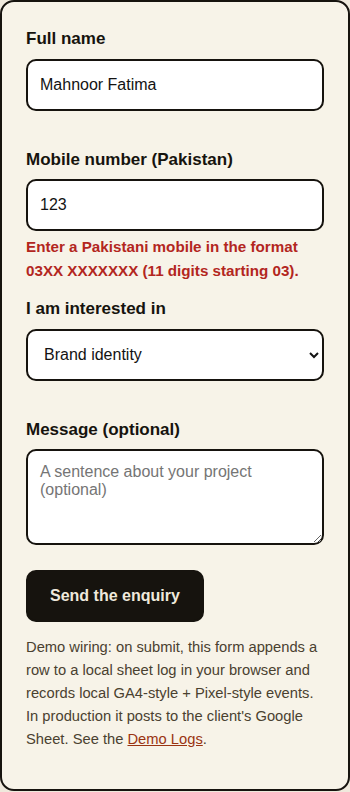 Full name
Mahnoor Fatima
Mobile number (Pakistan)
123
Enter a Pakistani mobile in the format
03XX XXXXXXX (11 digits starting 03).
I am interested in
Brand identity
Message (optional)
A sentence about your project
(optional)
Send the enquiry
Demo wiring: on submit, this form appends a
row to a local sheet log in your browser and
records local GA4-style + Pixel-style events.
In production it posts to the client's Google
Sheet. See the Demo Logs.